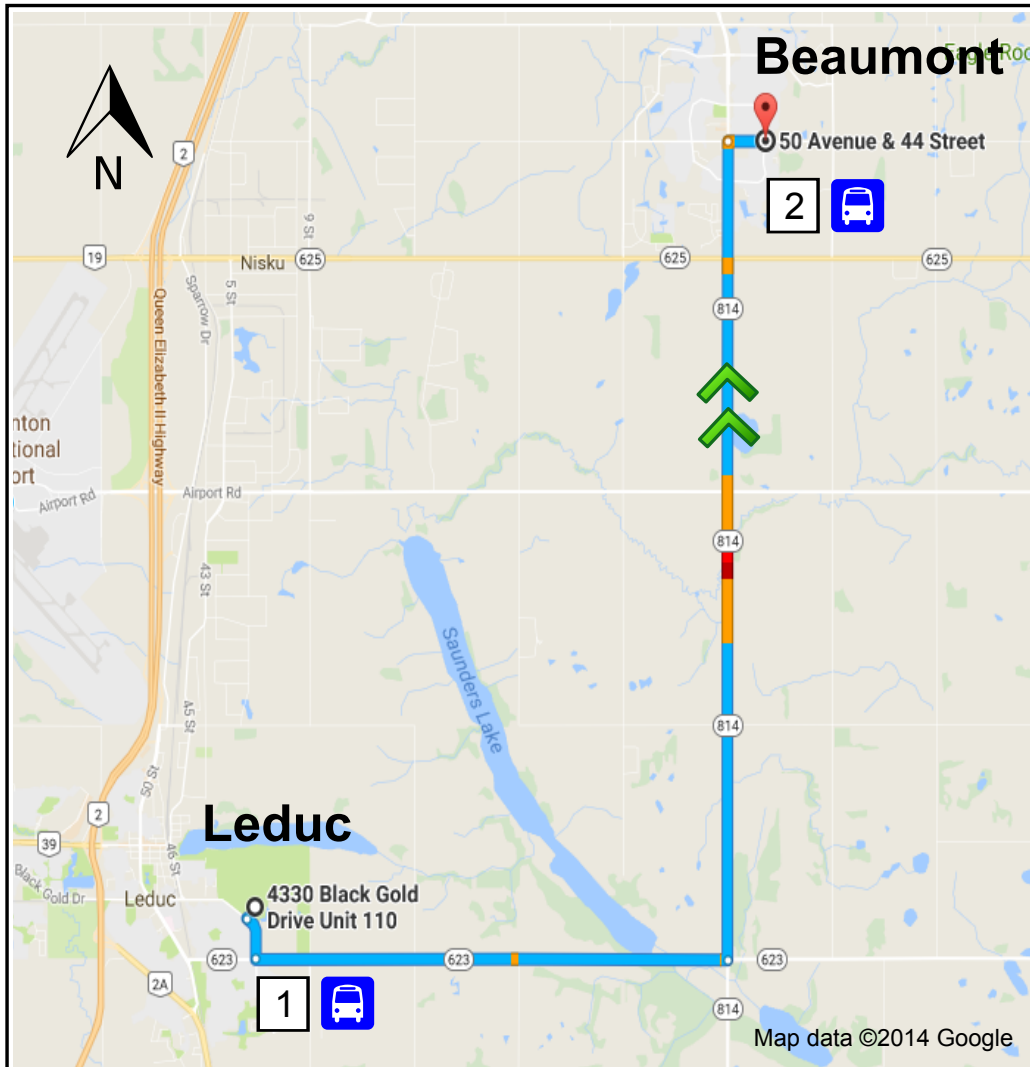 Beaumont
50 Avenue & 44 Street
2
N
2
19
9 St
Nisku
625
625
625
5 St
Sparrow Dr
814
Queen Elizabeth II Highway
nton
tional
ort
Airport Rd
Airport Rd
814
43 St
Saunders Lake
45 St
814
50 St
2
Leduc
39
46 St
Black Gold Dr
Leduc
4330 Black Gold
Drive Unit 110
623
623
623
2A
1
814
Map data ©2014 Google